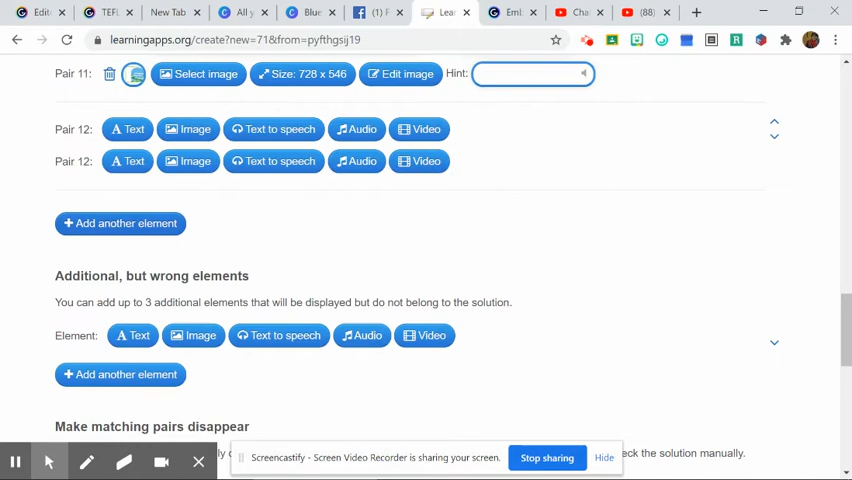 Edit
TEFL
New Tab
All y
Blue
(1) F
Lear
Emb
Cha
(88)
learningapps.org/create?new=71&from=pyfthgsij19
Pair 11: Select image Size: 728 x 546 Edit image Hint:
Pair 12: A Text Image Text to speech Audio Video
Pair 12: A Text Image Text to speech Audio Video
+ Add another element
Additional, but wrong elements
You can add up to 3 additional elements that will be displayed but do not belong to the solution.
Element: A Text Image Text to speech Audio Video
+ Add another element
Make matching pairs disappear
Screencastify - Screen Video Recorder is sharing your screen. Stop sharing Hide
eck the solution manually.